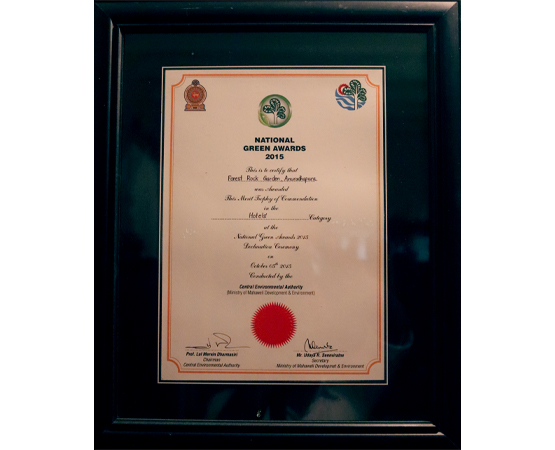 NATIONAL
GREEN AWARDS
2015
This is to certify that
Forest Rock Garden, Anuradhapura
was Awarded
This Merit Trophy of Commendation
in the
Hotels Category
at the
National Green Awards 2015
Declaration Ceremony
on
October 08th 2015
Conducted by the
Central Environmental Authority
(Ministry of Mahaweli Development & Environment)
Prof. Lal Mervin Dharmasiri
Chairman
Central Environmental Authority
Mr. Udaya R. Seneviratne
Secretary
Ministry of Mahaweli Development & Environment